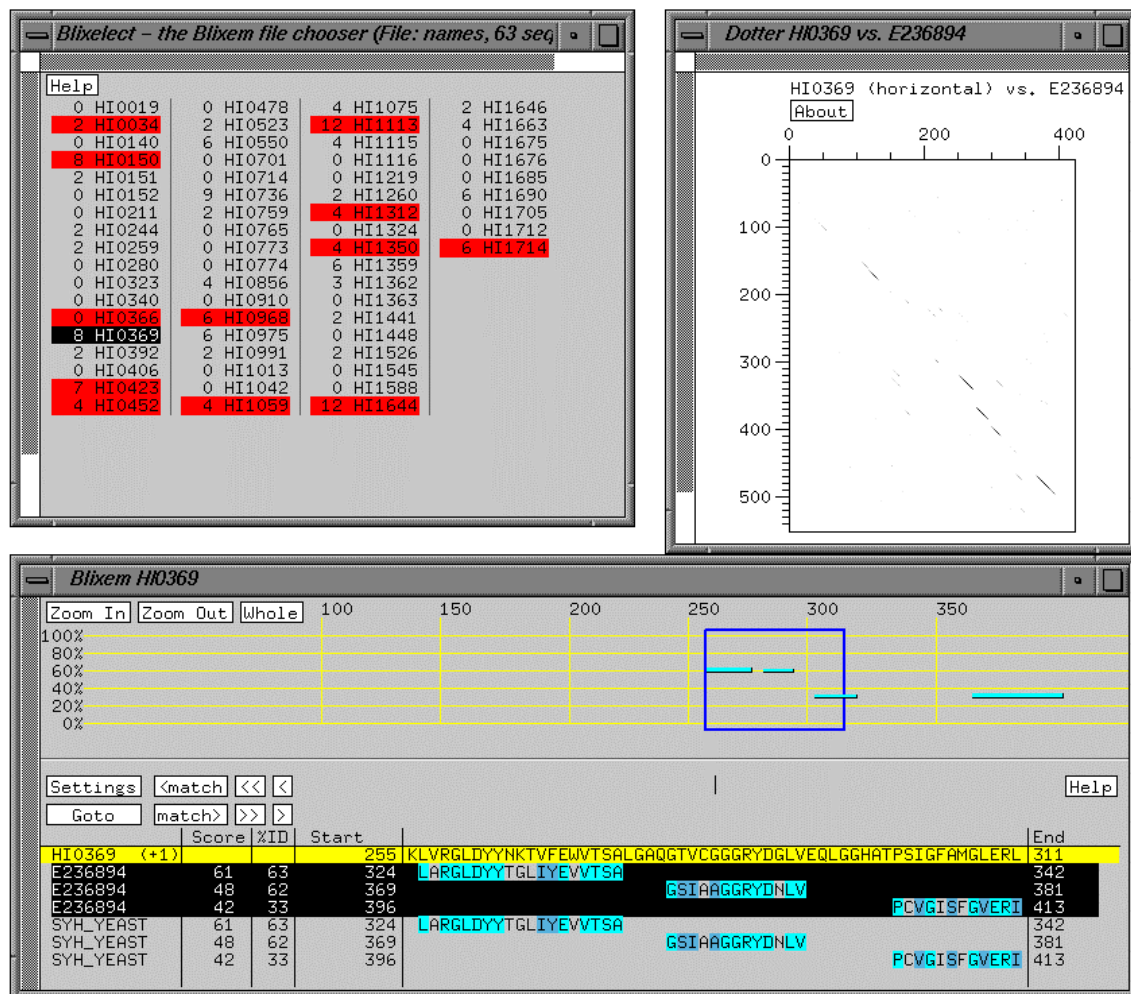 Blixelect – the Blixem file chooser (File: names, 63 seq
Help
0 HI0019 0 HI0478 4 HI1075 2 HI1646
2 HI0034 2 HI0523 12 HI1113 4 HI1663
0 HI0140 6 HI0550 4 HI1115 0 HI1675
8 HI0150 0 HI0701 0 HI1116 0 HI1676
2 HI0151 0 HI0714 0 HI1219 0 HI1685
0 HI0152 9 HI0736 2 HI1260 6 HI1690
0 HI0211 2 HI0759 4 HI1312 0 HI1705
2 HI0244 0 HI0765 0 HI1324 0 HI1712
2 HI0259 0 HI0773 4 HI1350 6 HI1714
0 HI0280 0 HI0774 6 HI1359
0 HI0323 4 HI0856 3 HI1362
0 HI0340 0 HI0910 0 HI1363
0 HI0366 6 HI0968 2 HI1441
8 HI0369 6 HI0975 0 HI1448
2 HI0392 2 HI0991 2 HI1526
0 HI0406 0 HI1013 0 HI1545
7 HI0423 0 HI1042 0 HI1588
4 HI0452 4 HI1059 12 HI1644
Dotter HI0369 vs. E236894
HI0369 (horizontal) vs. E236894
About
0 200 400
0
100
200
300
400
500
Blixem HI0369
Zoom In Zoom Out Whole 100 150 200 250 300 350
100%
80%
60%
40%
20%
0%
Settings <match << < Help
Goto match> >> >
Score %ID Start End
HI0369 (+1) 255 KLVRGLDYYNKTVFEWVTSALGAQGTVCGGGRYDGLVEQLGGHATPSIGFAMGLERL 311
E236894 61 63 324 LARGLDYYTGLIYEVVTSA 342
E236894 48 62 369 GSIAAGGRYDNLV 381
E236894 42 33 396 PCVGISFGVERI 413
SYH_YEAST 61 63 324 LARGLDYYTGLIYEVVTSA 342
SYH_YEAST 48 62 369 GSIAAGGRYDNLV 381
SYH_YEAST 42 33 396 PCVGISFGVERI 413